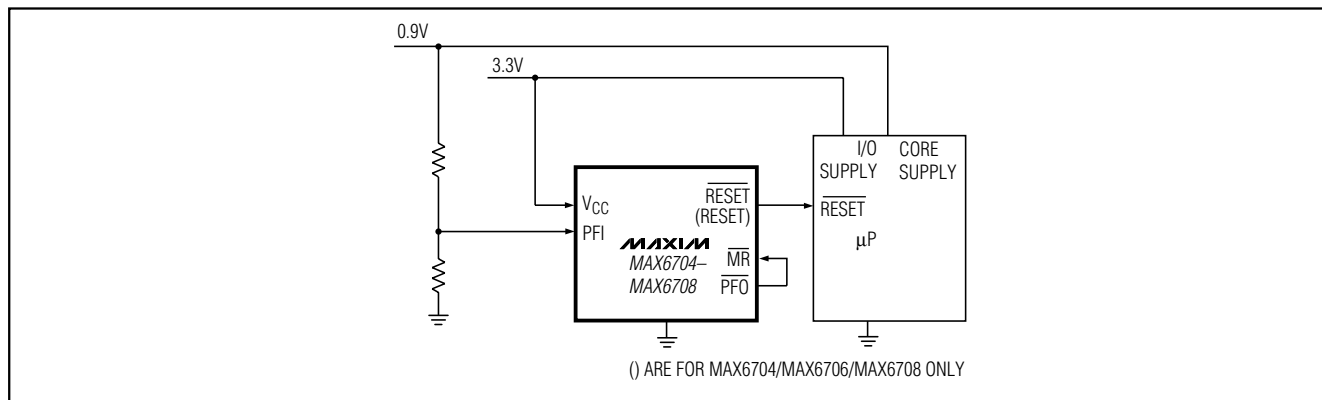 0.9V
3.3V
I/O SUPPLY
CORE SUPPLY
VCC
PFI
RESET
(RESET)
MAXIM
MAX6704–
MAX6708
MR
PFO
RESET
μP
() ARE FOR MAX6704/MAX6706/MAX6708 ONLY